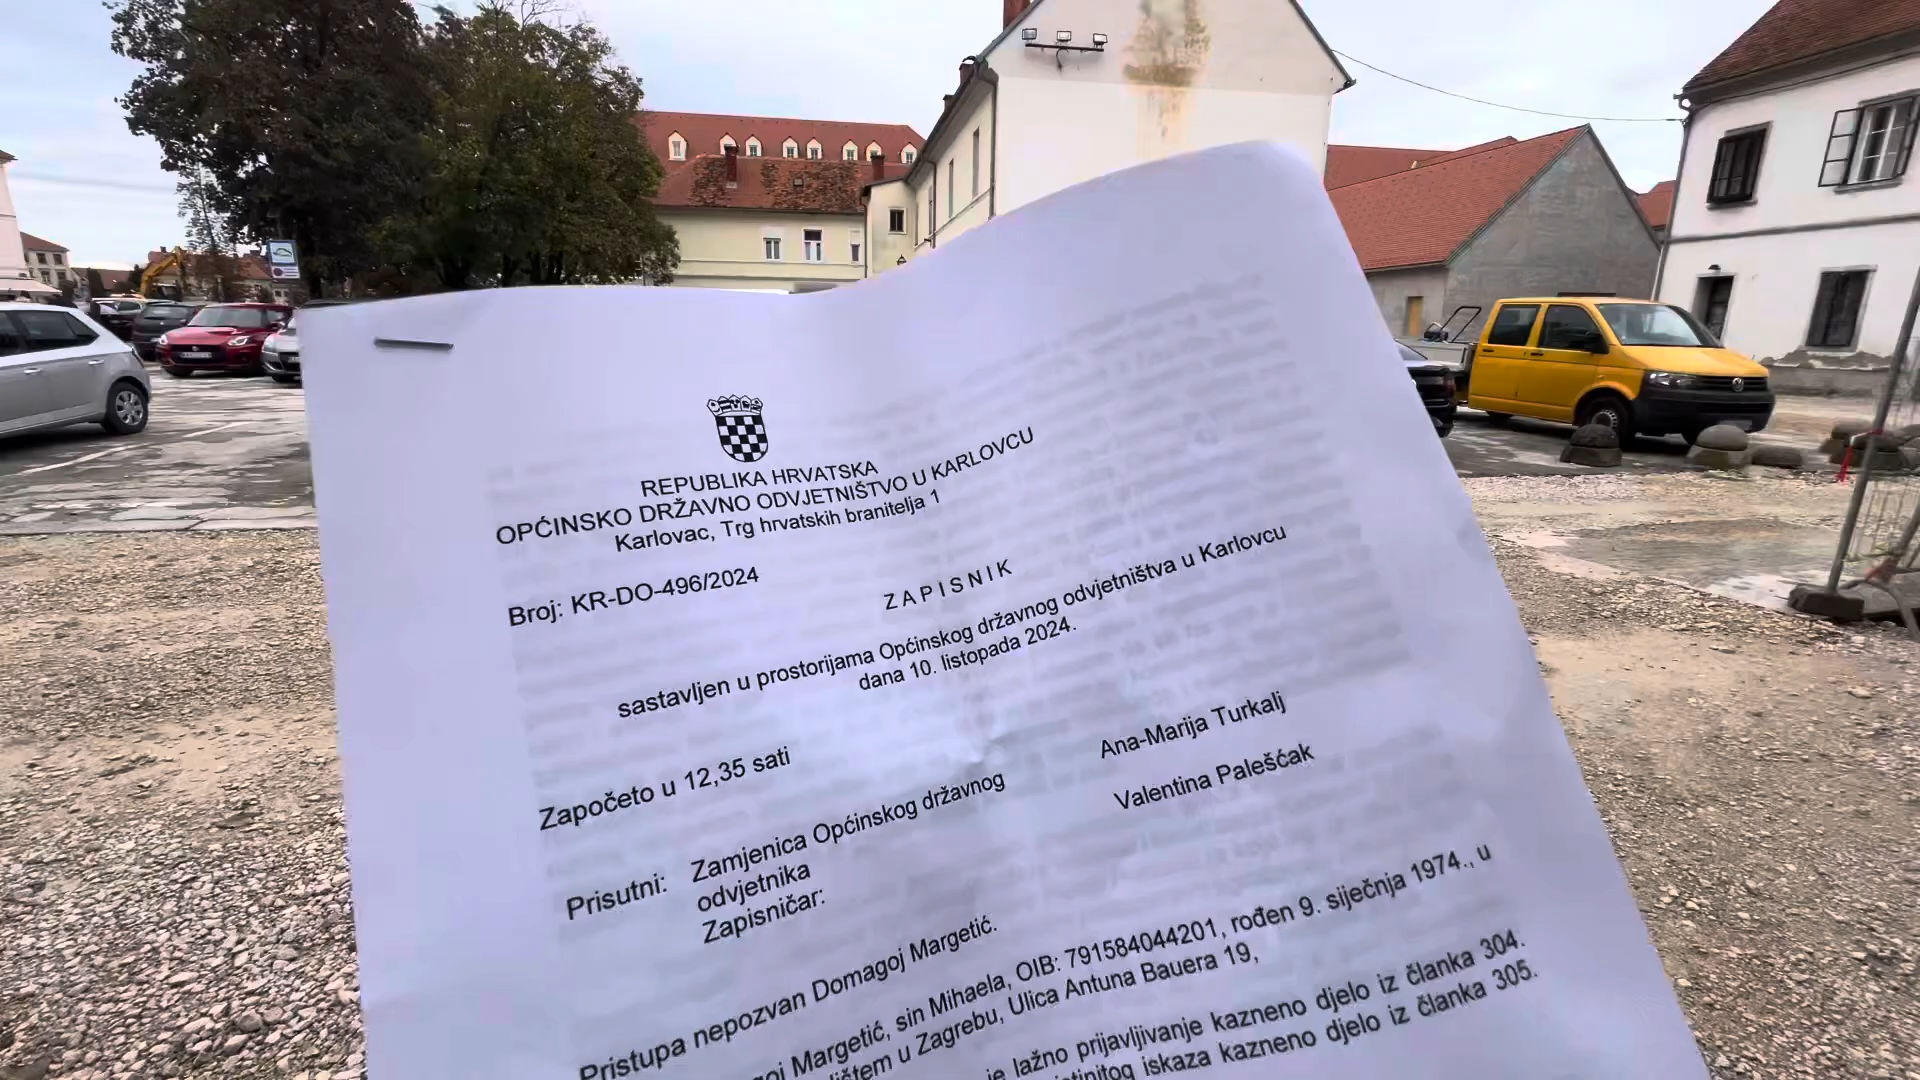 REPUBLIKA HRVATSKA
OPĆINSKO DRŽAVNO ODVJETNIŠTVO U KARLOVCU
Karlovac, Trg hrvatskih branitelja 1
Broj: KR-DO-496/2024
Z A P I S N I K
sastavljen u prostorijama Općinskog državnog odvjetništva u Karlovcu
dana 10. listopada 2024.
Započeto u 12,35 sati
Prisutni: Zamjenica Općinskog državnog Ana-Marija Turkalj
odvjetnika
Zapisničar: Valentina Palešćak
Pristupa nepozvan Domagoj Margetić.
Margetić, sin Mihaela, OIB: 791584044201, rođen 9. siječnja 1974., u
u Zagrebu, Ulica Antuna Bauera 19,
je lažno prijavljivanje kazneno djelo iz članka 304.
iskaza kazneno djelo iz članka 305.